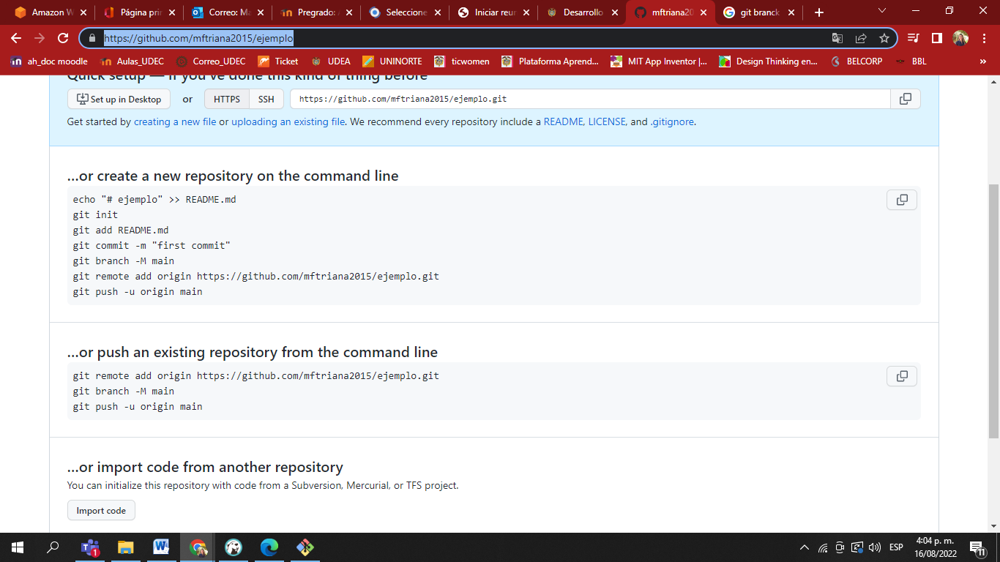 Amazon W
Página prin
Correo: Ma
Pregrado: A
Seleccione
Iniciar reun
Desarrollo
mftriana20
git branck
https://github.com/mftriana2015/ejemplo
ah_doc moodle
Aulas_UDEC
Correo_UDEC
Ticket
UDEA
UNINORTE
ticwomen
Plataforma Aprend...
MIT App Inventor |...
Design Thinking en...
BELCORP
BBL
»
Quick setup — if you've done this kind of thing before
Set up in Desktop or HTTPS SSH https://github.com/mftriana2015/ejemplo.git
Get started by creating a new file or uploading an existing file. We recommend every repository include a README, LICENSE, and .gitignore.
…or create a new repository on the command line
echo "# ejemplo" >> README.md
git init
git add README.md
git commit -m "first commit"
git branch -M main
git remote add origin https://github.com/mftriana2015/ejemplo.git
git push -u origin main
…or push an existing repository from the command line
git remote add origin https://github.com/mftriana2015/ejemplo.git
git branch -M main
git push -u origin main
…or import code from another repository
You can initialize this repository with code from a Subversion, Mercurial, or TFS project.
Import code
1
ESP
4:04 p. m.
16/08/2022
11